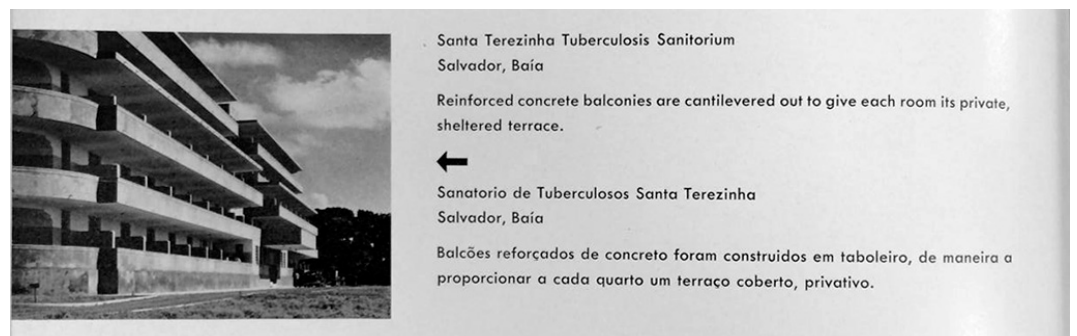 Santa Terezinha Tuberculosis Sanitorium
Salvador, Baía
Reinforced concrete balconies are cantilevered out to give each room its private,
sheltered terrace.
Sanatorio de Tuberculosos Santa Terezinha
Salvador, Baía
Balcões reforçados de concreto foram construidos em taboleiro, de maneira a
proporcionar a cada quarto um terraço coberto, privativo.